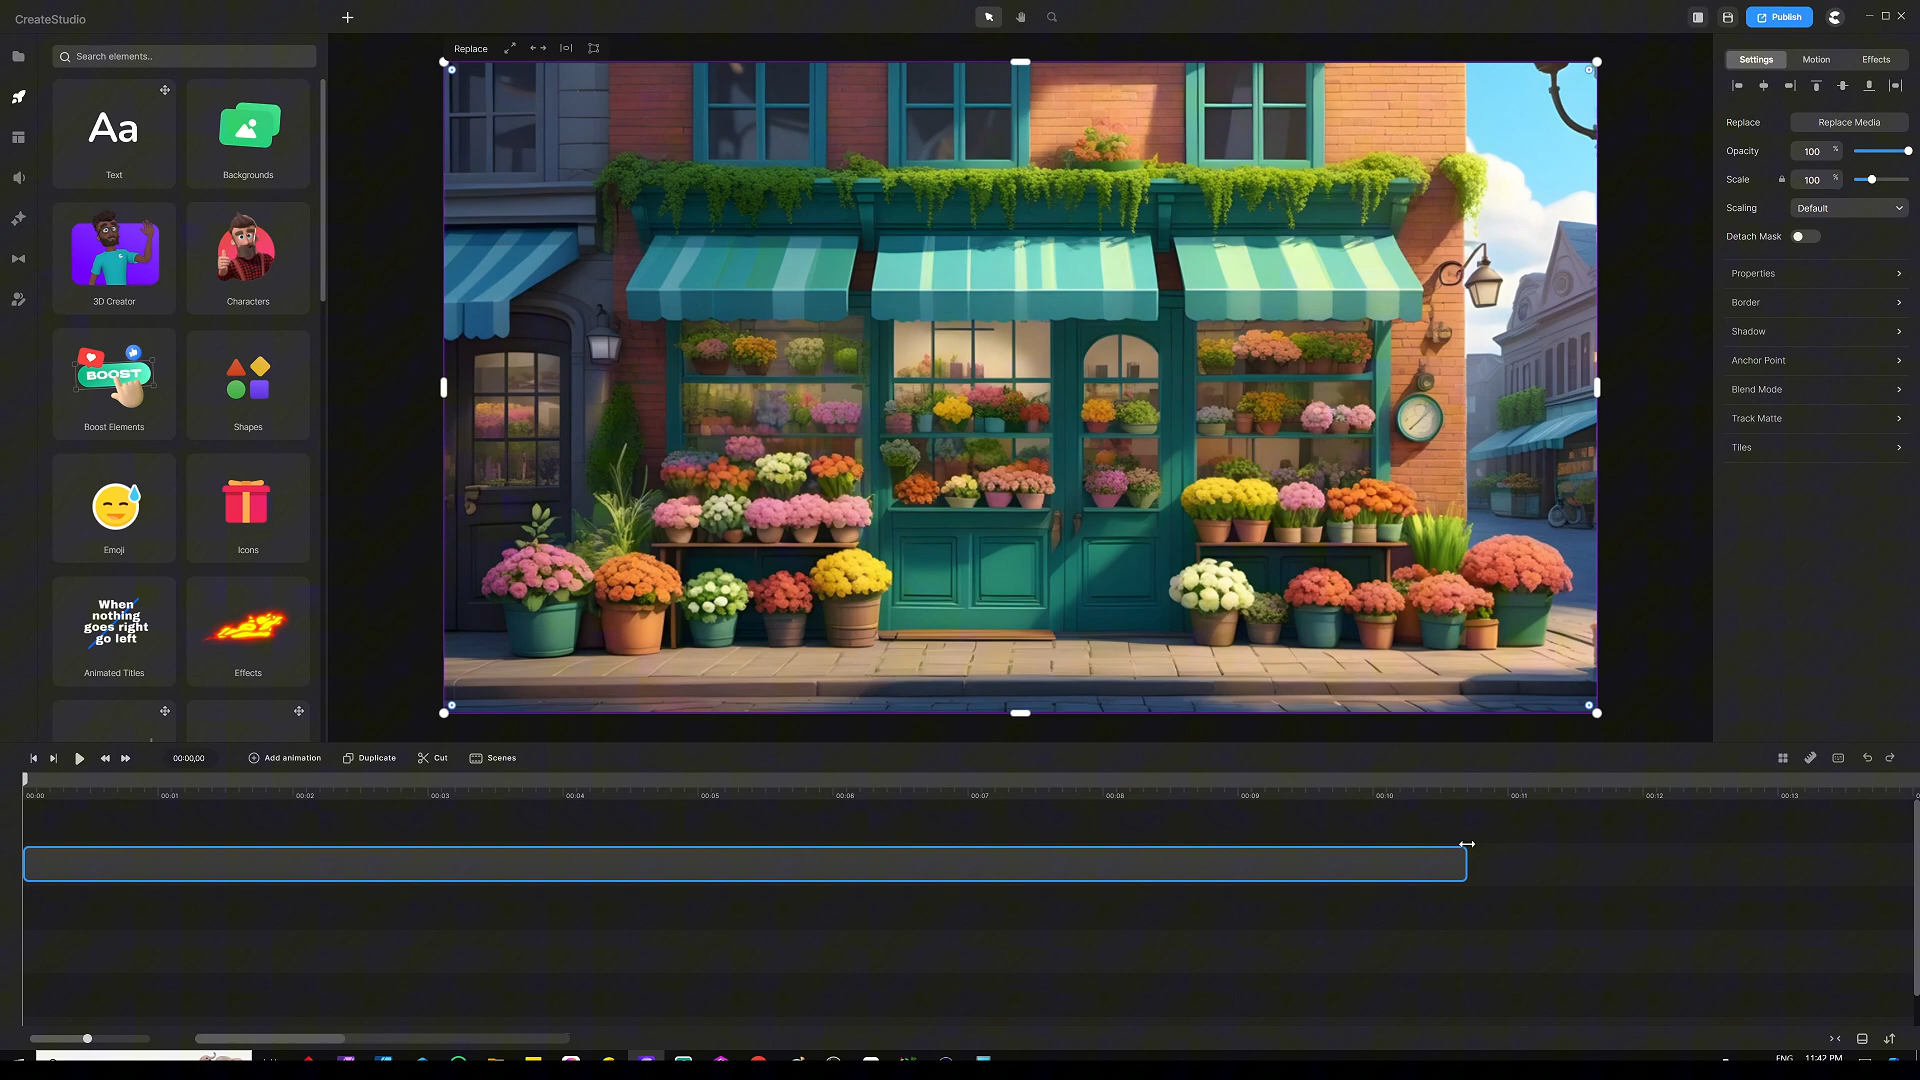 CreateStudio
Publish
Search elements..
Replace
Aa
Text
Backgrounds
3D Creator
Characters
BOOST
Boost Elements
Shapes
Emoji
Icons
When
nothing
goes right
go left
Animated Titles
Effects
Settings
Motion
Effects
Replace
Replace Media
Opacity
100 %
Scale
100 %
Scaling
Default
Detach Mask
Properties
Border
Shadow
Anchor Point
Blend Mode
Track Matte
Tiles
00:00,00
Add animation
Duplicate
Cut
Scenes
00:00
00:01
00:02
00:03
00:04
00:05
00:06
00:07
00:08
00:09
00:10
00:11
00:12
00:13
ENG
11:42 PM